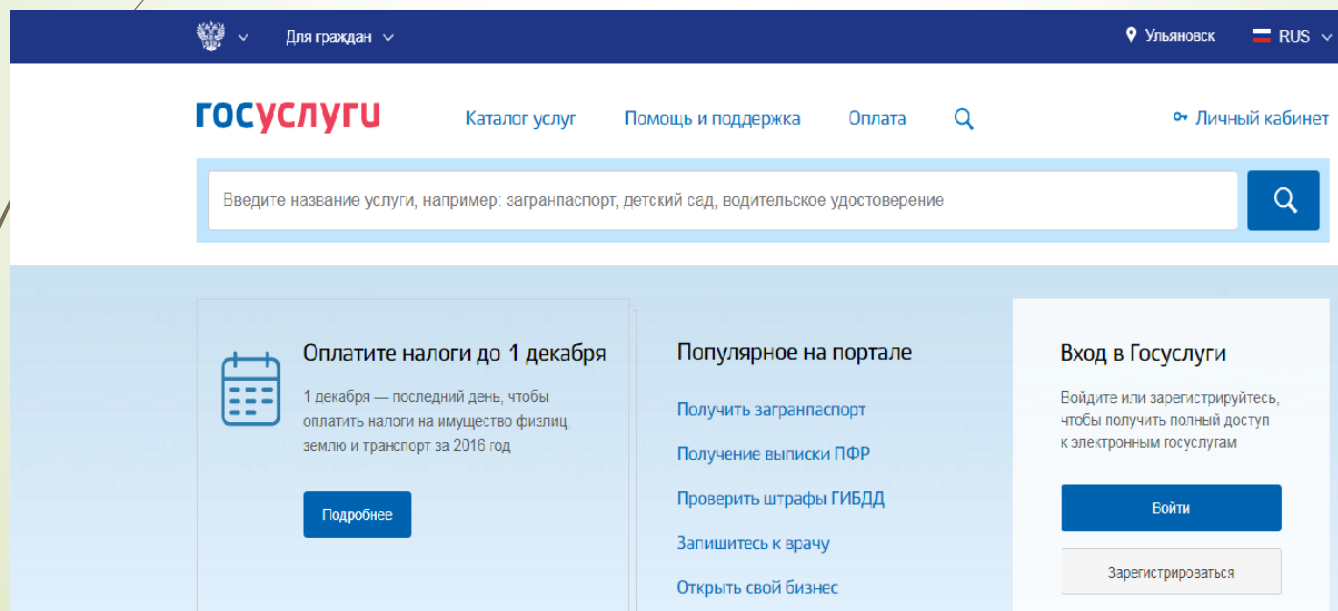 Для граждан
Ульяновск
RUS
госуслуги
Каталог услуг
Помощь и поддержка
Оплата
Личный кабинет
Введите название услуги, например: загранпаспорт, детский сад, водительское удостоверение
Оплатите налоги до 1 декабря
1 декабря — последний день, чтобы
оплатить налоги на имущество физлиц,
землю и транспорт за 2016 год
Подробнее
Популярное на портале
Получить загранпаспорт
Получение выписки ПФР
Проверить штрафы ГИБДД
Запишитесь к врачу
Открыть свой бизнес
Вход в Госуслуги
Войдите или зарегистрируйтесь,
чтобы получить полный доступ
к электронным госуслугам
Войти
Зарегистрироваться